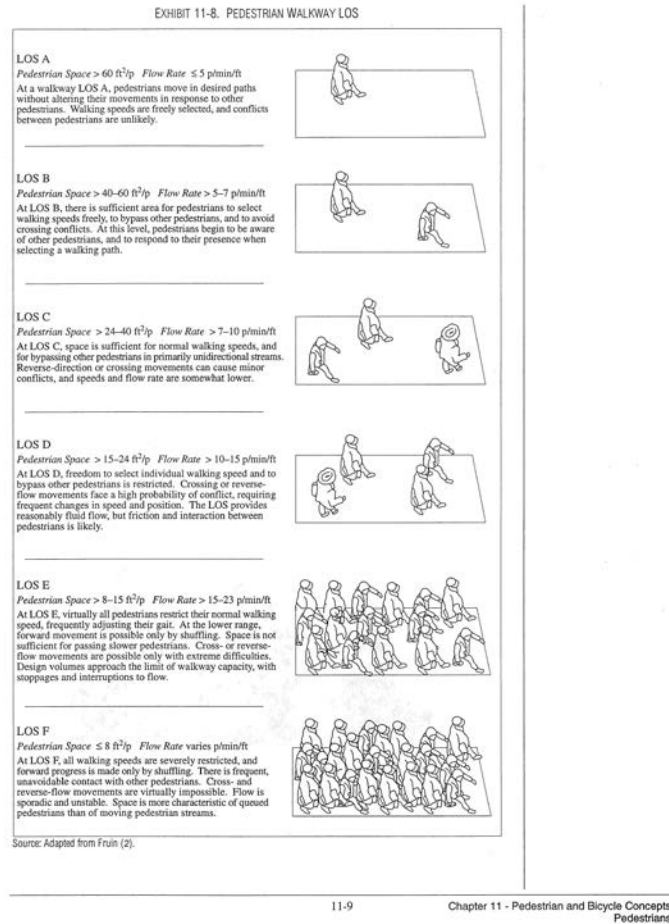 EXHIBIT 11-8. PEDESTRIAN WALKWAY LOS
LOS A
Pedestrian Space > 60 ft²/p Flow Rate ≤ 5 p/min/ft
At a walkway LOS A, pedestrians move in desired paths
without altering their movements in response to other
pedestrians. Walking speeds are freely selected, and conflicts
between pedestrians are unlikely.
LOS B
Pedestrian Space > 40–60 ft²/p Flow Rate > 5–7 p/min/ft
At LOS B, there is sufficient area for pedestrians to select
walking speeds freely, to bypass other pedestrians, and to avoid
crossing conflicts. At this level, pedestrians begin to be aware
of other pedestrians, and to respond to their presence when
selecting a walking path.
LOS C
Pedestrian Space > 24–40 ft²/p Flow Rate > 7–10 p/min/ft
At LOS C, space is sufficient for normal walking speeds, and
for bypassing other pedestrians in primarily unidirectional streams.
Reverse-direction or crossing movements can cause minor
conflicts, and speeds and flow rate are somewhat lower.
LOS D
Pedestrian Space > 15–24 ft²/p Flow Rate > 10–15 p/min/ft
At LOS D, freedom to select individual walking speed and to
bypass other pedestrians is restricted. Crossing or reverse-
flow movements face a high probability of conflict, requiring
frequent changes in speed and position. The LOS provides
reasonably fluid flow, but friction and interaction between
pedestrians is likely.
LOS E
Pedestrian Space > 8–15 ft²/p Flow Rate > 15–23 p/min/ft
At LOS E, virtually all pedestrians restrict their normal walking
speed, frequently adjusting their gait. At the lower range,
forward movement is possible only by shuffling. Space is not
sufficient for passing slower pedestrians. Cross- or reverse-
flow movements are possible only with extreme difficulties.
Design volumes approach the limit of walkway capacity, with
stoppages and interruptions to flow.
LOS F
Pedestrian Space ≤ 8 ft²/p Flow Rate varies p/min/ft
At LOS F, all walking speeds are severely restricted, and
forward progress is made only by shuffling. There is frequent,
unavoidable contact with other pedestrians. Cross- and
reverse-flow movements are virtually impossible. Flow is
sporadic and unstable. Space is more characteristic of queued
pedestrians than of moving pedestrian streams.
Source: Adapted from Fruin (2).
11-9
Chapter 11 - Pedestrian and Bicycle Concepts
Pedestrians